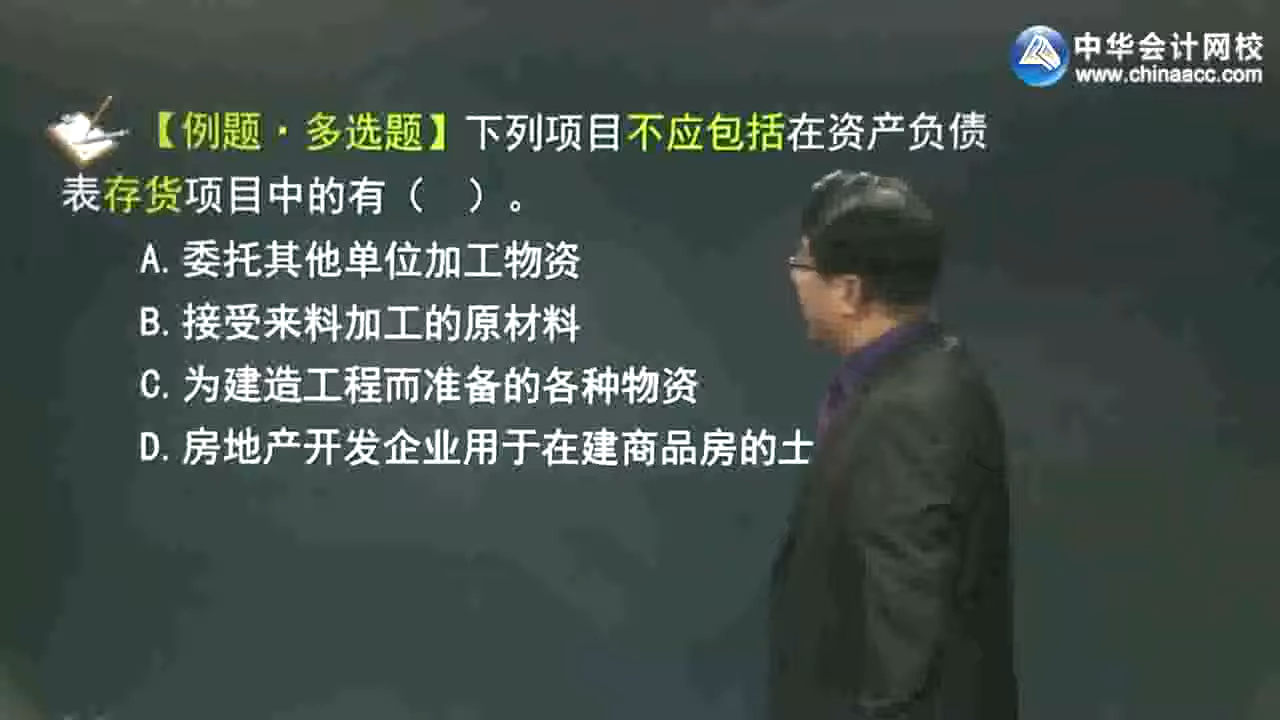 中华会计网校
www.chinaacc.com
【例题·多选题】下列项目不应包括在资产负债
表存货项目中的有（ ）。
A. 委托其他单位加工物资
B. 接受来料加工的原材料
C. 为建造工程而准备的各种物资
D. 房地产开发企业用于在建商品房的土